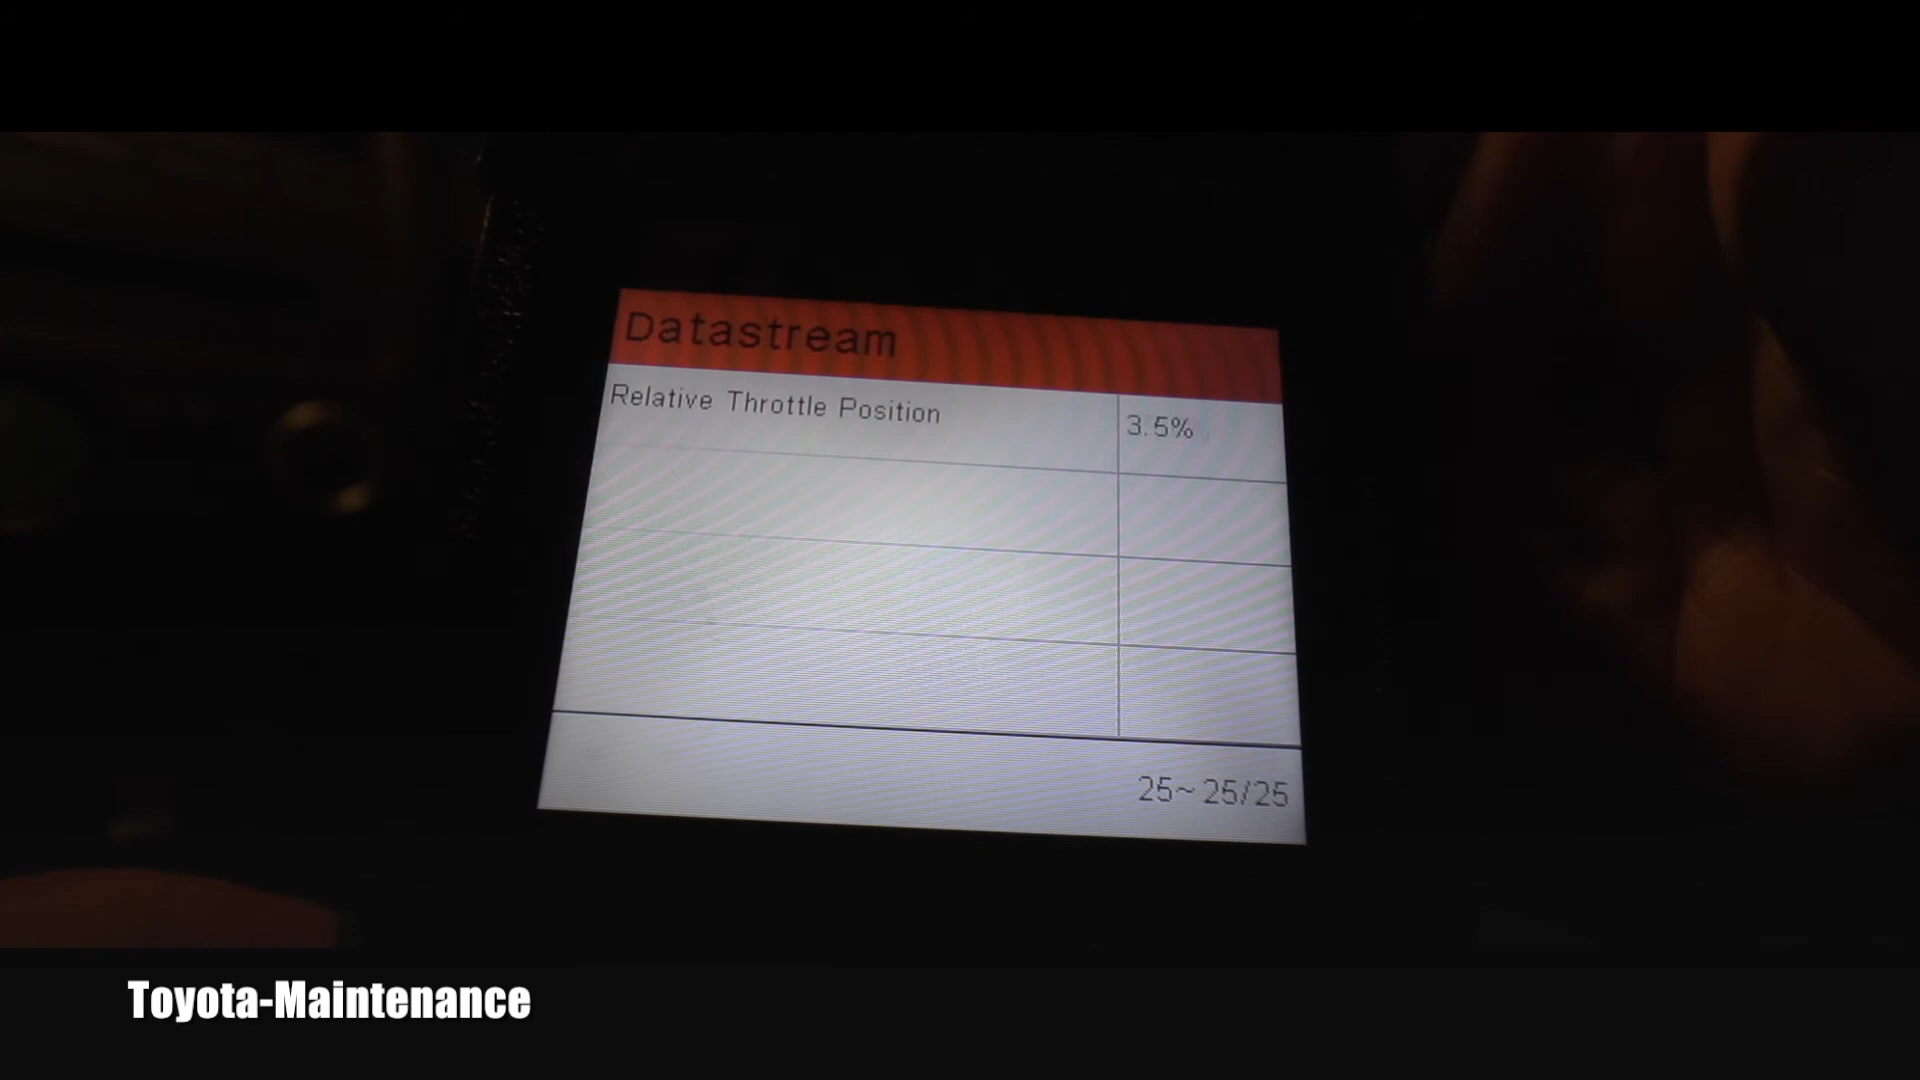 Datastream
Relative Throttle Position 3.5%
25~25/25
Toyota-Maintenance